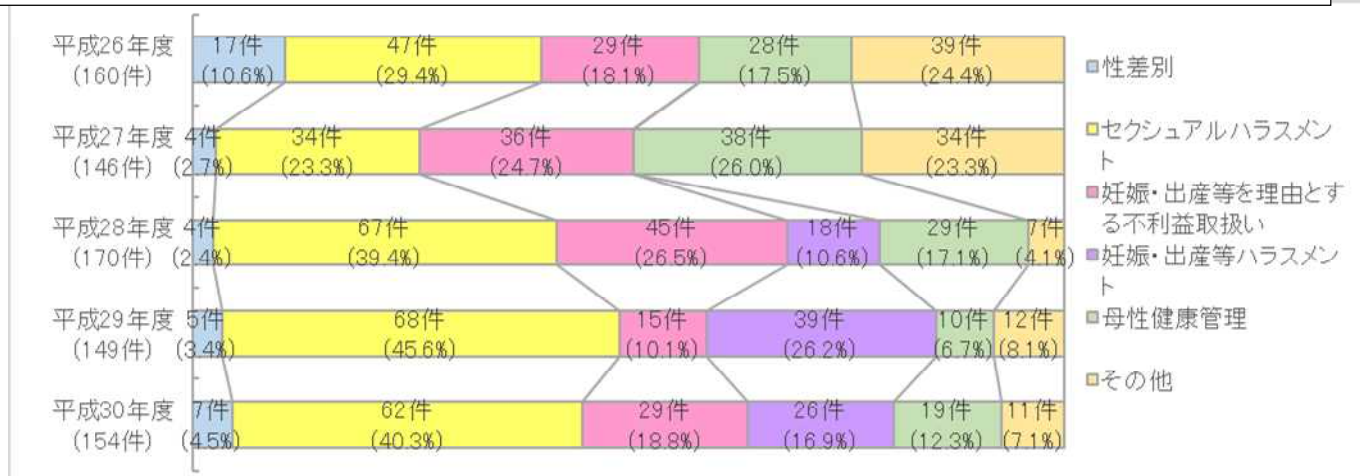 平成26年度
(160件)
17件
(10.6%)
47件
(29.4%)
29件
(18.1%)
28件
(17.5%)
39件
(24.4%)
平成27年度
(146件)
4件
(2.7%)
34件
(23.3%)
36件
(24.7%)
38件
(26.0%)
34件
(23.3%)
平成28年度
(170件)
4件
(2.4%)
67件
(39.4%)
45件
(26.5%)
18件
(10.6%)
29件
(17.1%)
7件
(4.1%)
平成29年度
(149件)
5件
(3.4%)
68件
(45.6%)
15件
(10.1%)
39件
(26.2%)
10件
(6.7%)
12件
(8.1%)
平成30年度
(154件)
7件
(4.5%)
62件
(40.3%)
29件
(18.8%)
26件
(16.9%)
19件
(12.3%)
11件
(7.1%)
性差別
セクシュアルハラスメン
ト
妊娠・出産等を理由とす
る不利益取扱い
妊娠・出産等ハラスメン
ト
母性健康管理
その他